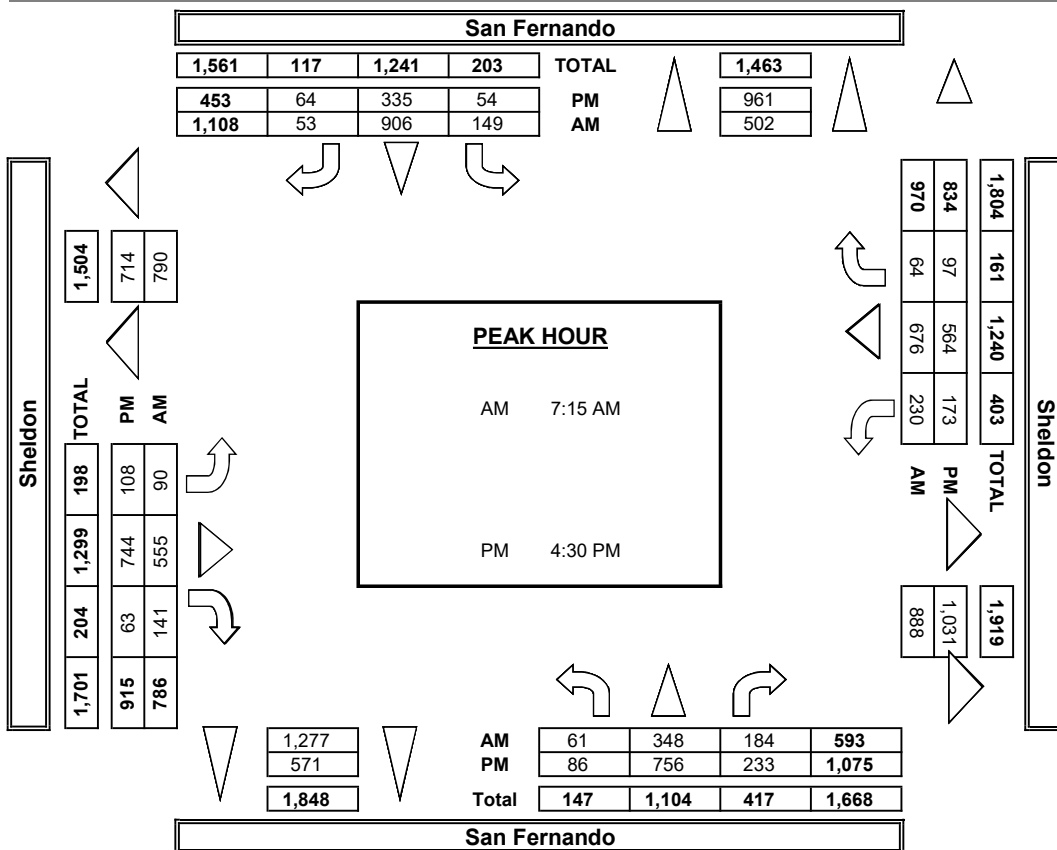 San Fernando
1,561 117 1,241 203 TOTAL 1,463
453 64 335 54 PM 961
1,108 53 906 149 AM 502
Sheldon
1,504
714
790
TOTAL 198 1,299 204 1,701
PM 108 744 63 915
AM 90 555 141 786
PEAK HOUR
AM 7:15 AM
PM 4:30 PM
1,804 161 1,240 403 TOTAL
834 97 564 173 PM
970 64 676 230 AM
1,919
1,031
888
Sheldon
1,277 AM 61 348 184 593
571 PM 86 756 233 1,075
1,848 Total 147 1,104 417 1,668
San Fernando